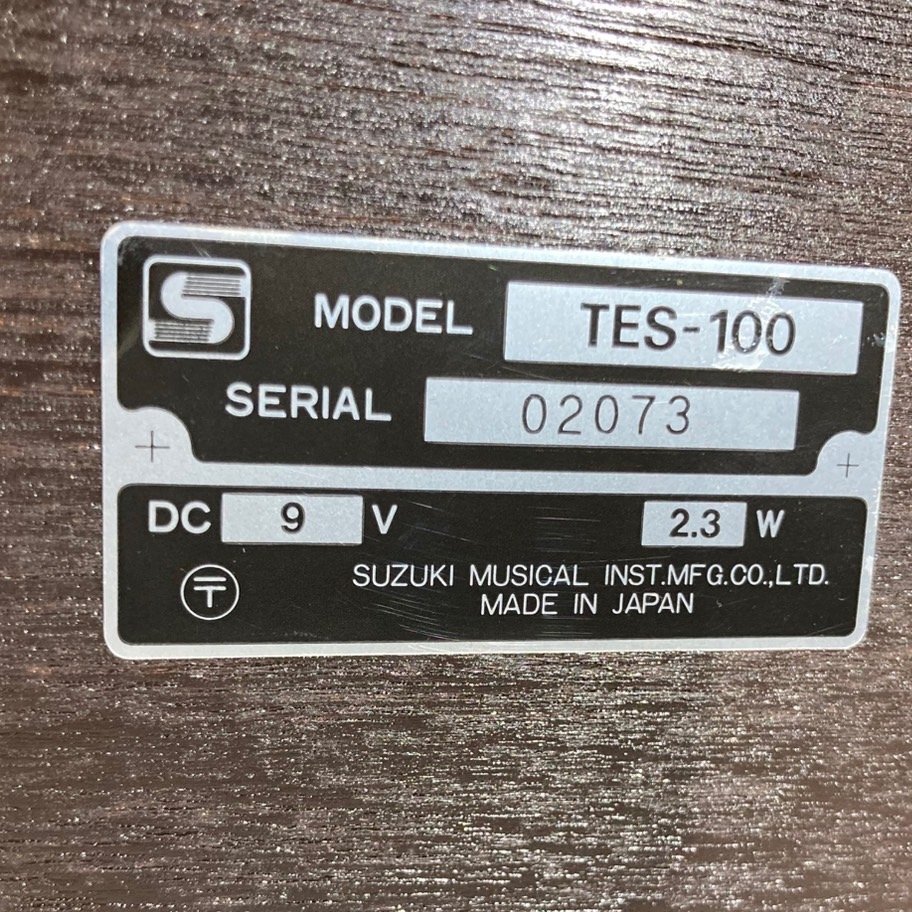 S
MODEL TES-100
SERIAL 02073
DC 9 V 2.3 W
〒
SUZUKI MUSICAL INST.MFG.CO.,LTD.
MADE IN JAPAN